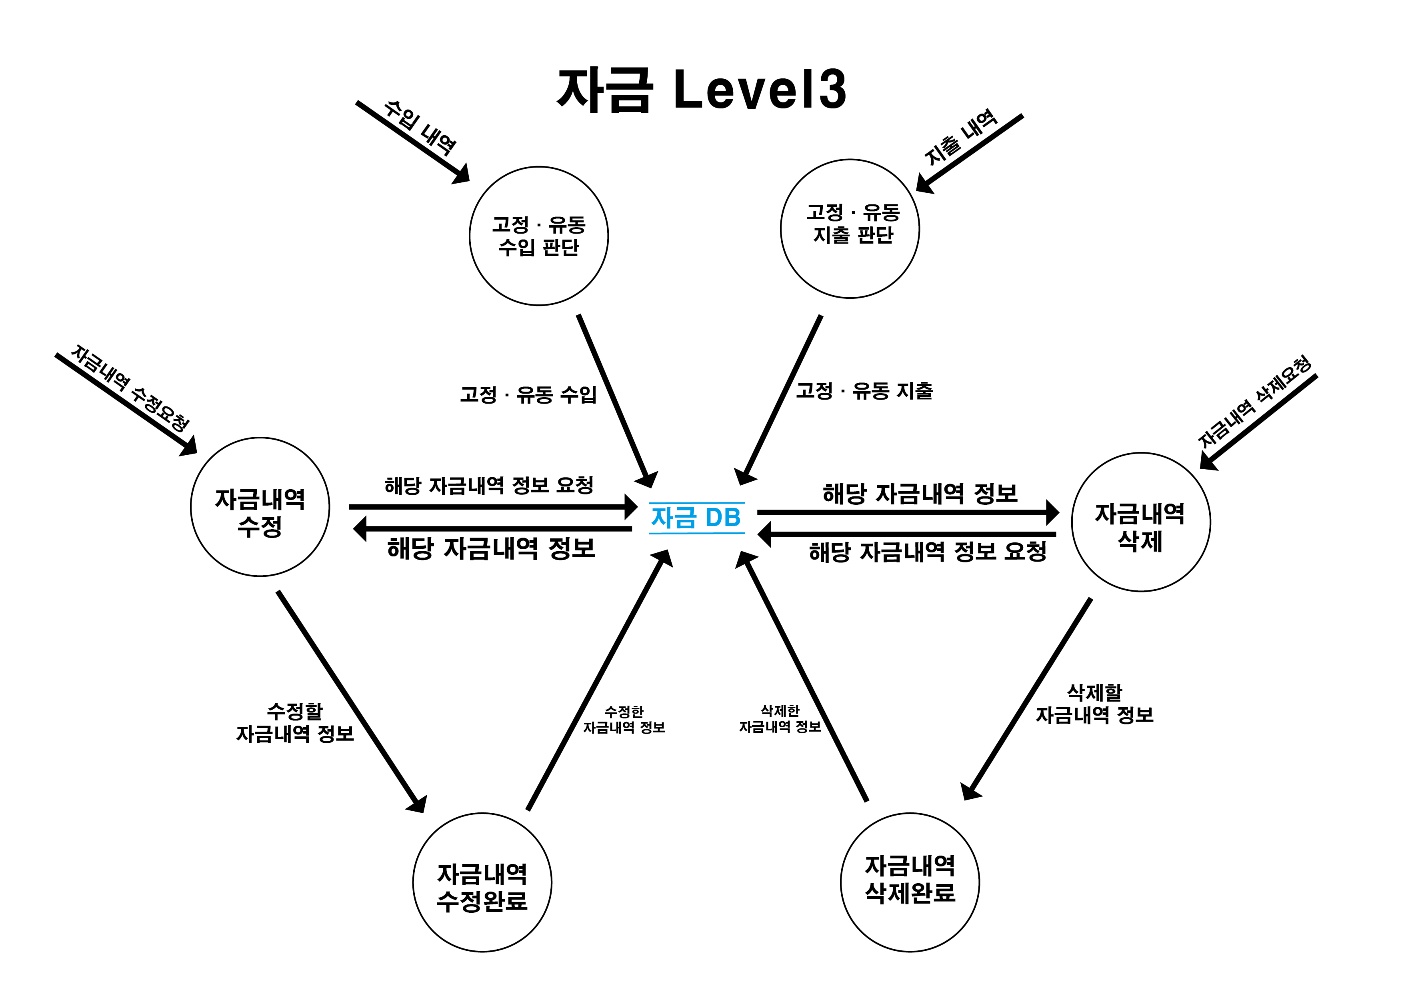 자금 Level3
수입 내역
지출 내역
고정 · 유동
수입 판단
고정 · 유동
지출 판단
자금내역 수정요청
고정 · 유동 수입
고정 · 유동 지출
자금내역 삭제요청
자금내역
수정
해당 자금내역 정보 요청
해당 자금내역 정보
자금 DB
해당 자금내역 정보
해당 자금내역 정보 요청
자금내역
삭제
수정할
자금내역 정보
수정한
자금내역 정보
삭제한
자금내역 정보
삭제할
자금내역 정보
자금내역
수정완료
자금내역
삭제완료